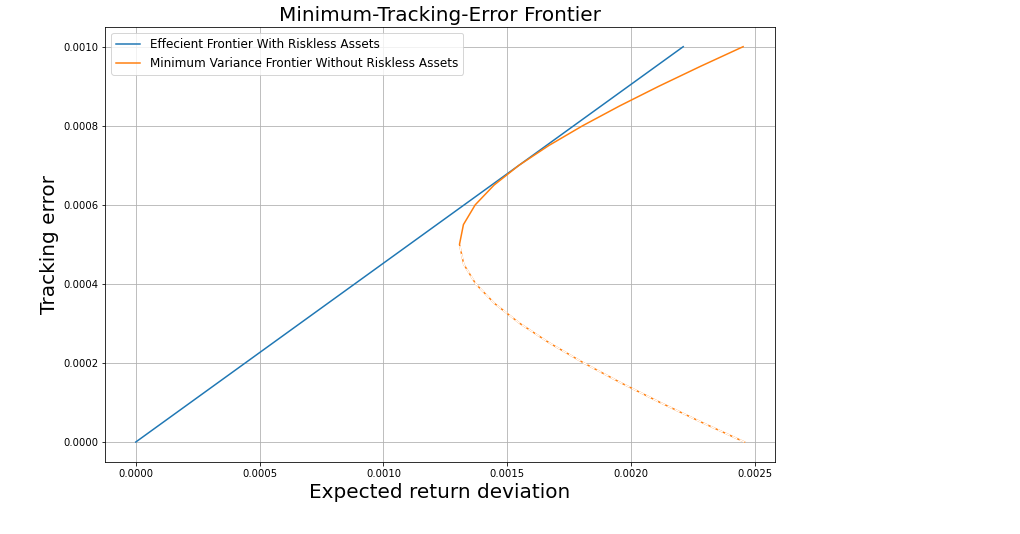 Minimum-Tracking-Error Frontier
Effecient Frontier With Riskless Assets
Minimum Variance Frontier Without Riskless Assets
Tracking error
0.0010
0.0008
0.0006
0.0004
0.0002
0.0000
0.0000 0.0005 0.0010 0.0015 0.0020 0.0025
Expected return deviation